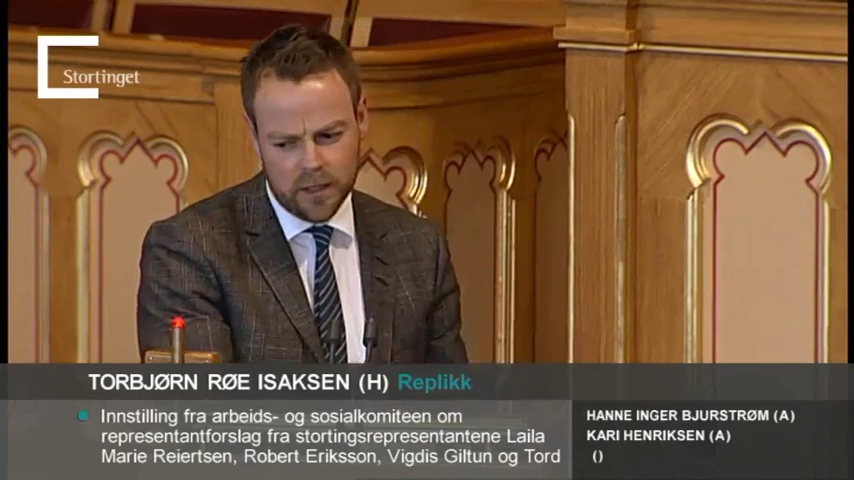 Stortinget
TORBJØRN RØE ISAKSEN (H) Replikk
Innstilling fra arbeids- og sosialkomiteen om
representantforslag fra stortingsrepresentantene Laila
Marie Reiertsen, Robert Eriksson, Vigdis Giltun og Tord
HANNE INGER BJURSTRØM (A)
KARI HENRIKSEN (A)
()